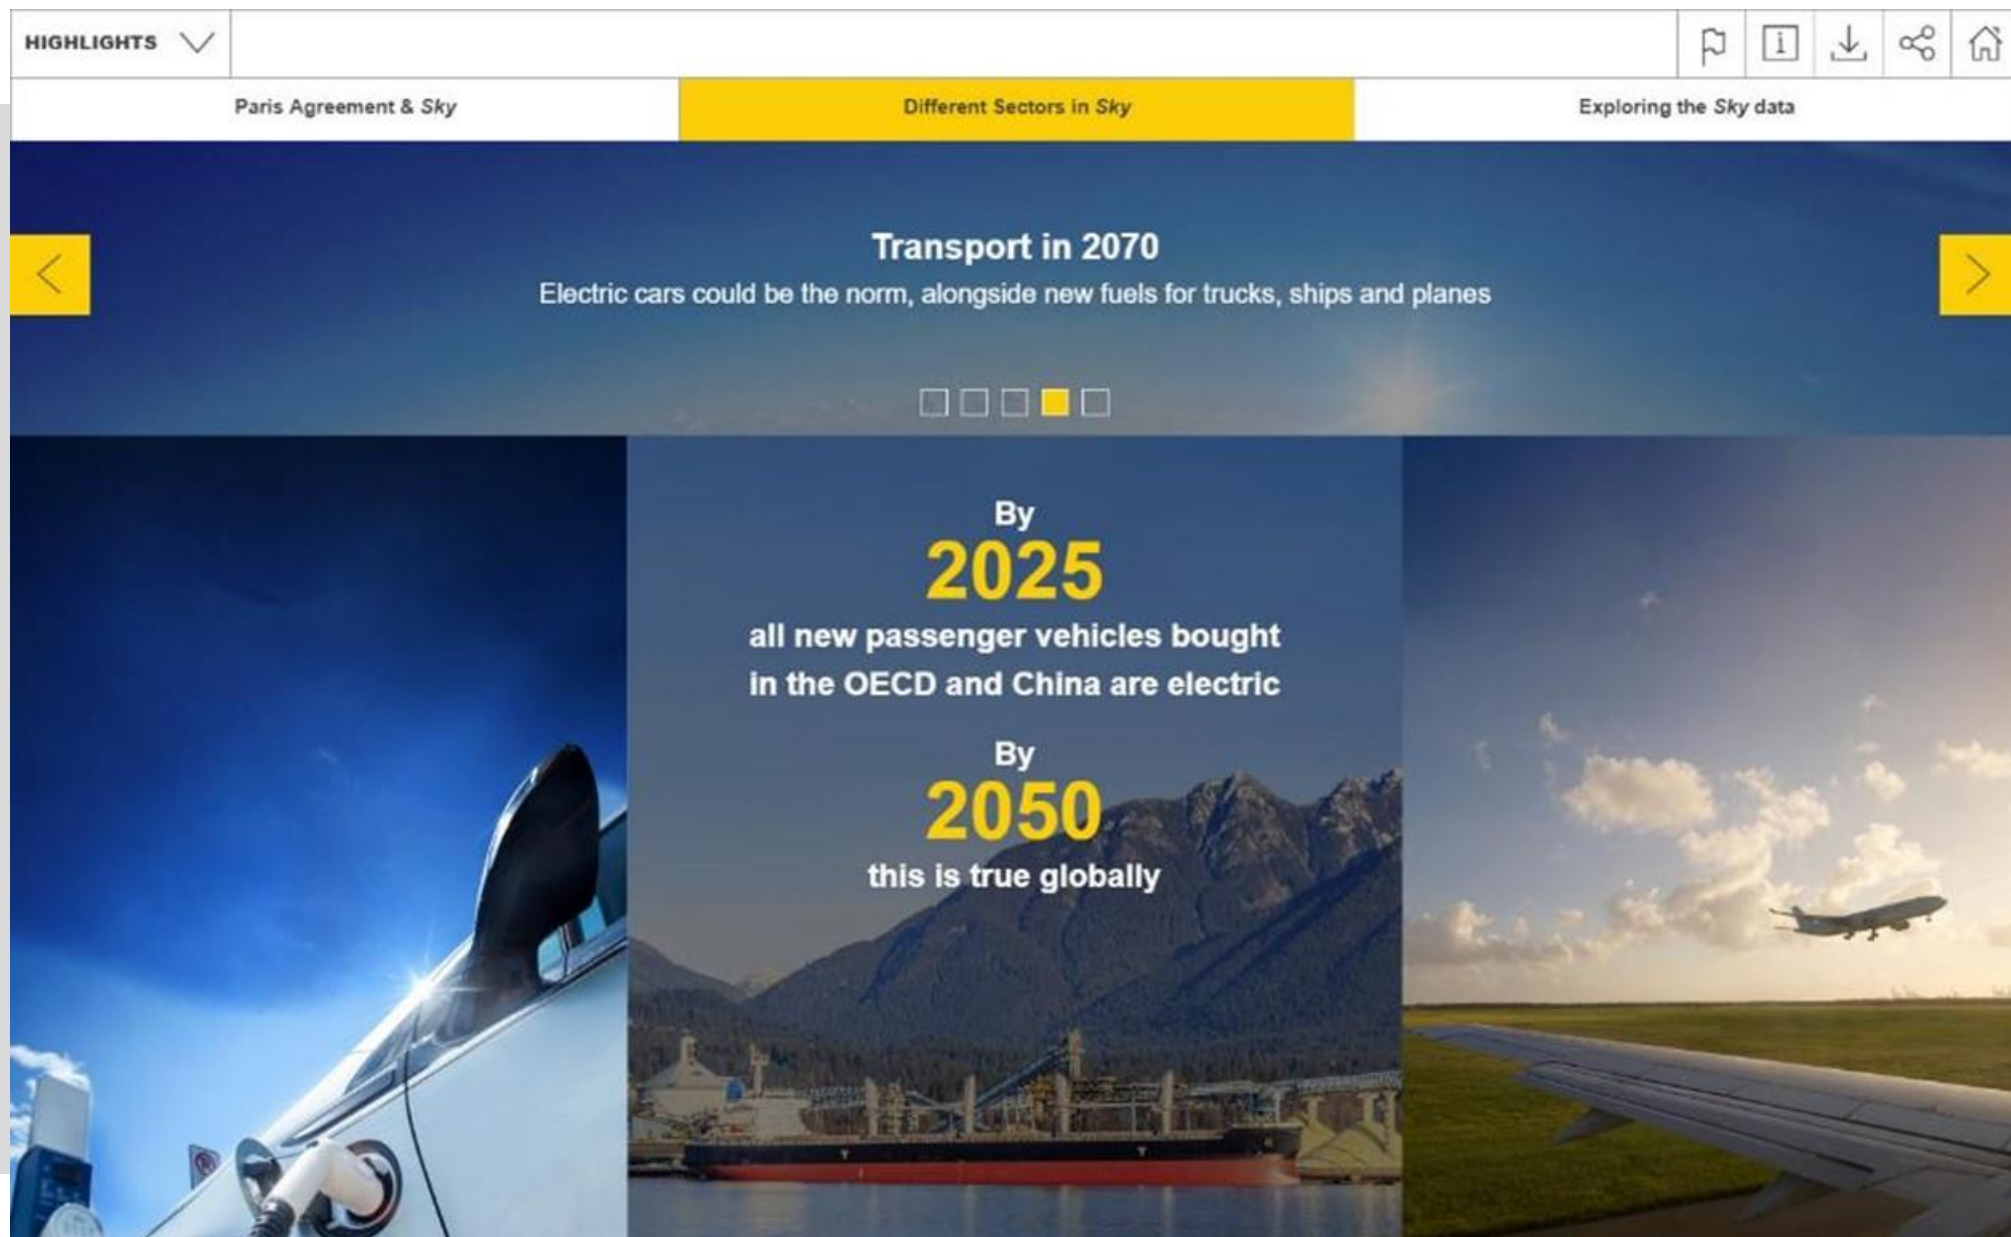 HIGHLIGHTS
Paris Agreement & Sky
Different Sectors in Sky
Exploring the Sky data
Transport in 2070
Electric cars could be the norm, alongside new fuels for trucks, ships and planes
By
2025
all new passenger vehicles bought
in the OECD and China are electric
By
2050
this is true globally